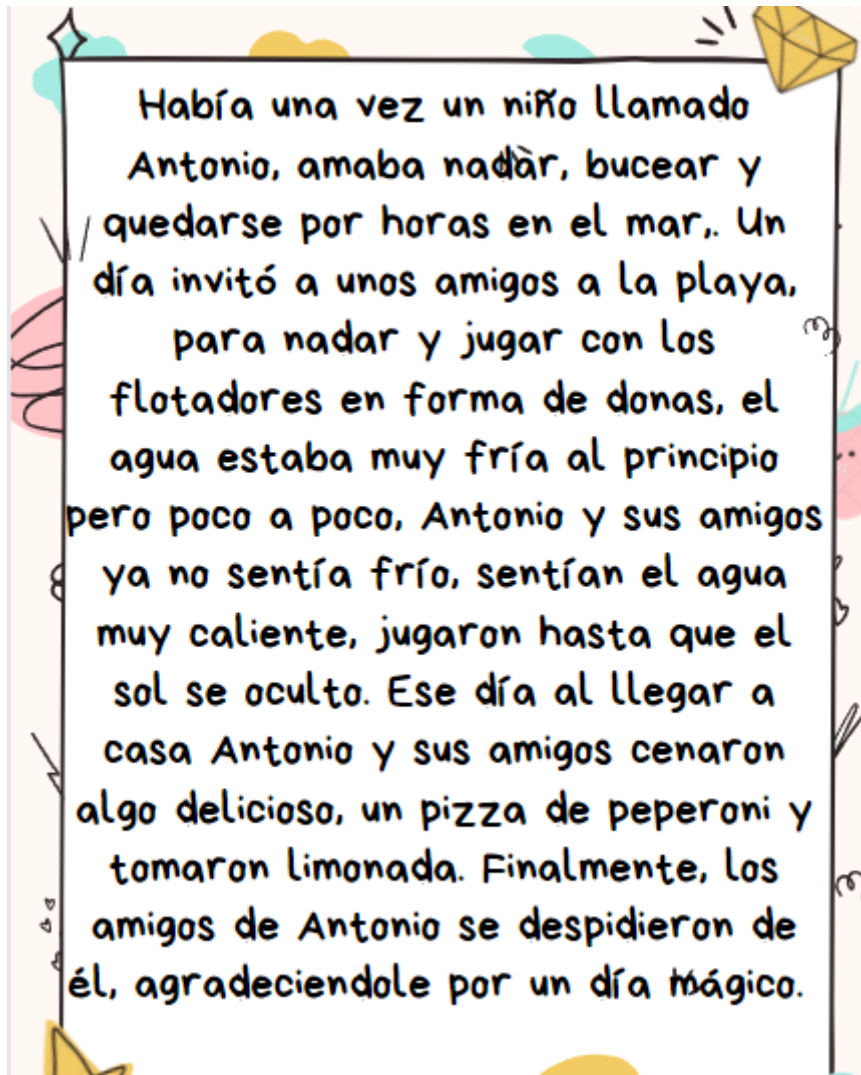 Había una vez un niño llamado
Antonio, amaba nadar, bucear y
quedarse por horas en el mar,. Un
día invitó a unos amigos a la playa,
para nadar y jugar con los
flotadores en forma de donas, el
agua estaba muy fría al principio
pero poco a poco, Antonio y sus amigos
ya no sentía frío, sentían el agua
muy caliente, jugaron hasta que el
sol se oculto. Ese día al llegar a
casa Antonio y sus amigos cenaron
algo delicioso, un pizza de peperoni y
tomaron limonada. Finalmente, los
amigos de Antonio se despidieron de
él, agradeciendole por un día mágico.